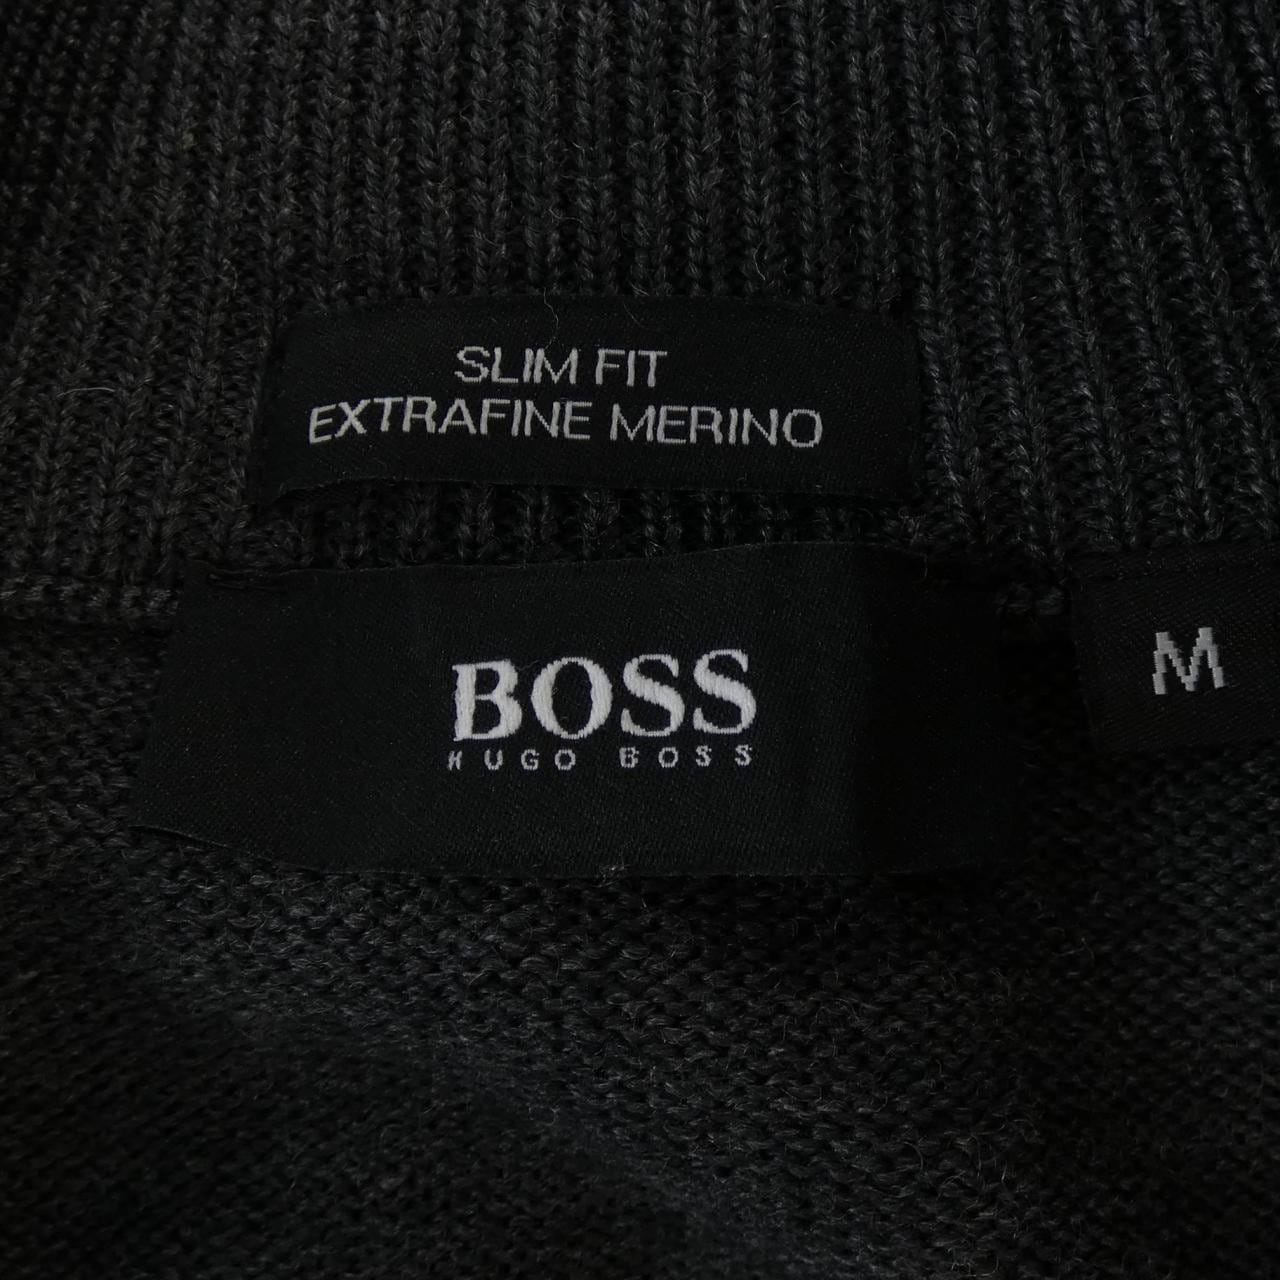 SLIM FIT
EXTRAFINE MERINO
BOSS
HUGO BOSS
M